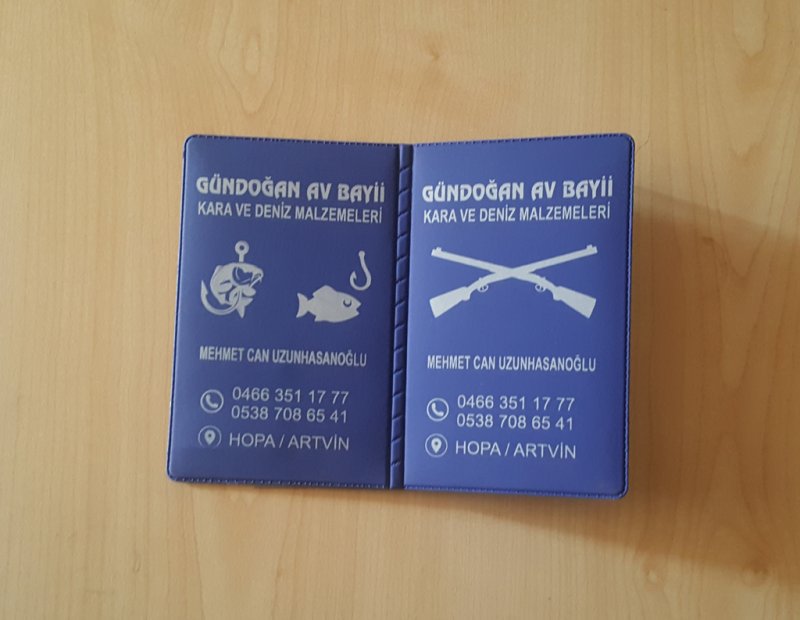 GÜNDOĞAN AV BAYİİ
KARA VE DENİZ MALZEMELERİ
MEHMET CAN UZUNHASANOĞLU
0466 351 17 77
0538 708 65 41
HOPA / ARTVİN
GÜNDOĞAN AV BAYİİ
KARA VE DENİZ MALZEMELERİ
MEHMET CAN UZUNHASANOĞLU
0466 351 17 77
0538 708 65 41
HOPA / ARTVİN